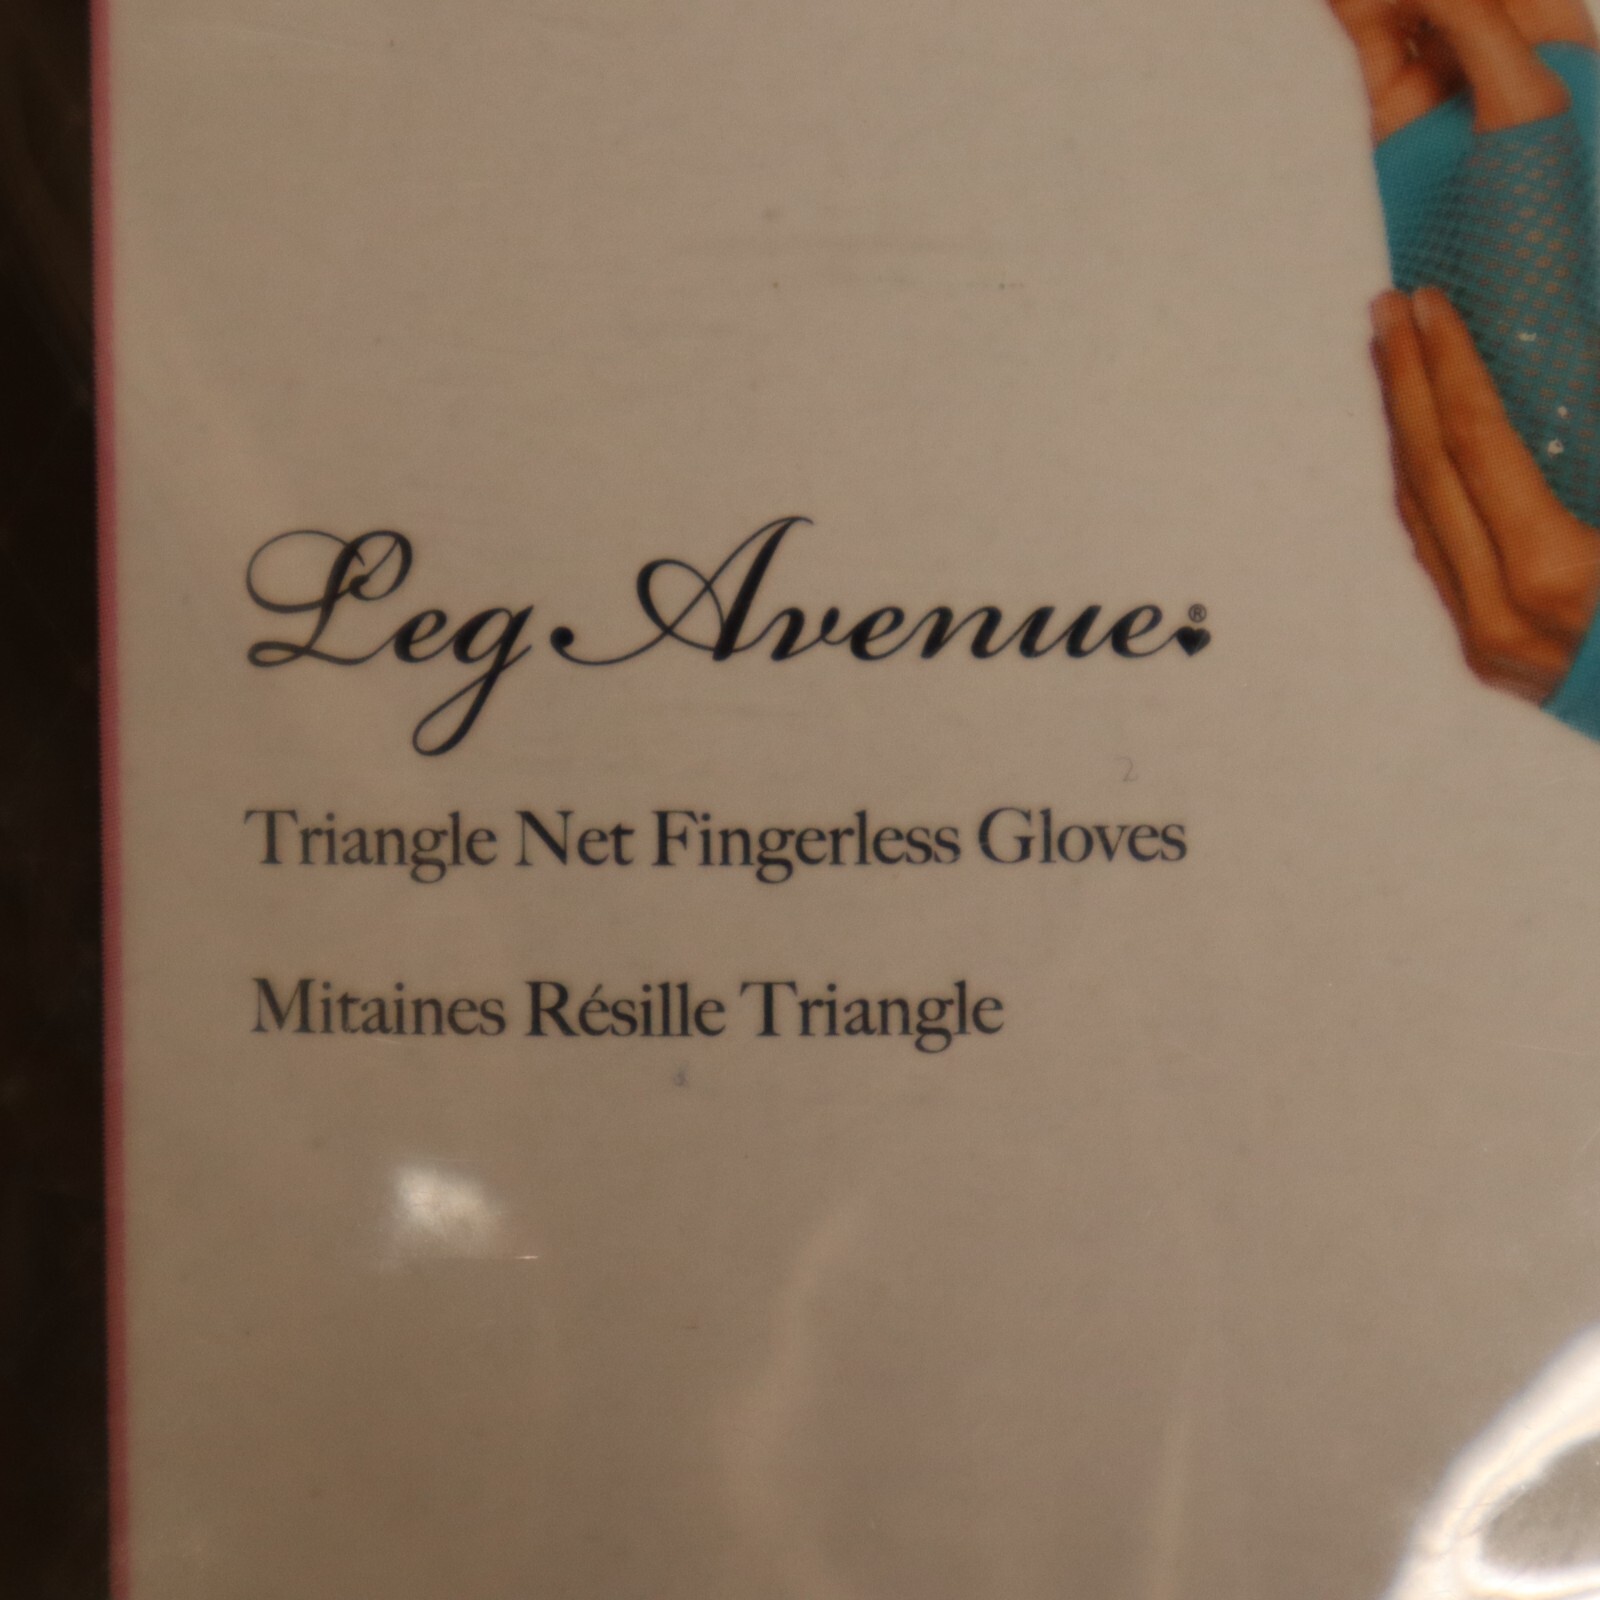 Leg Avenue®
Triangle Net Fingerless Gloves
Mitaines Résille Triangle